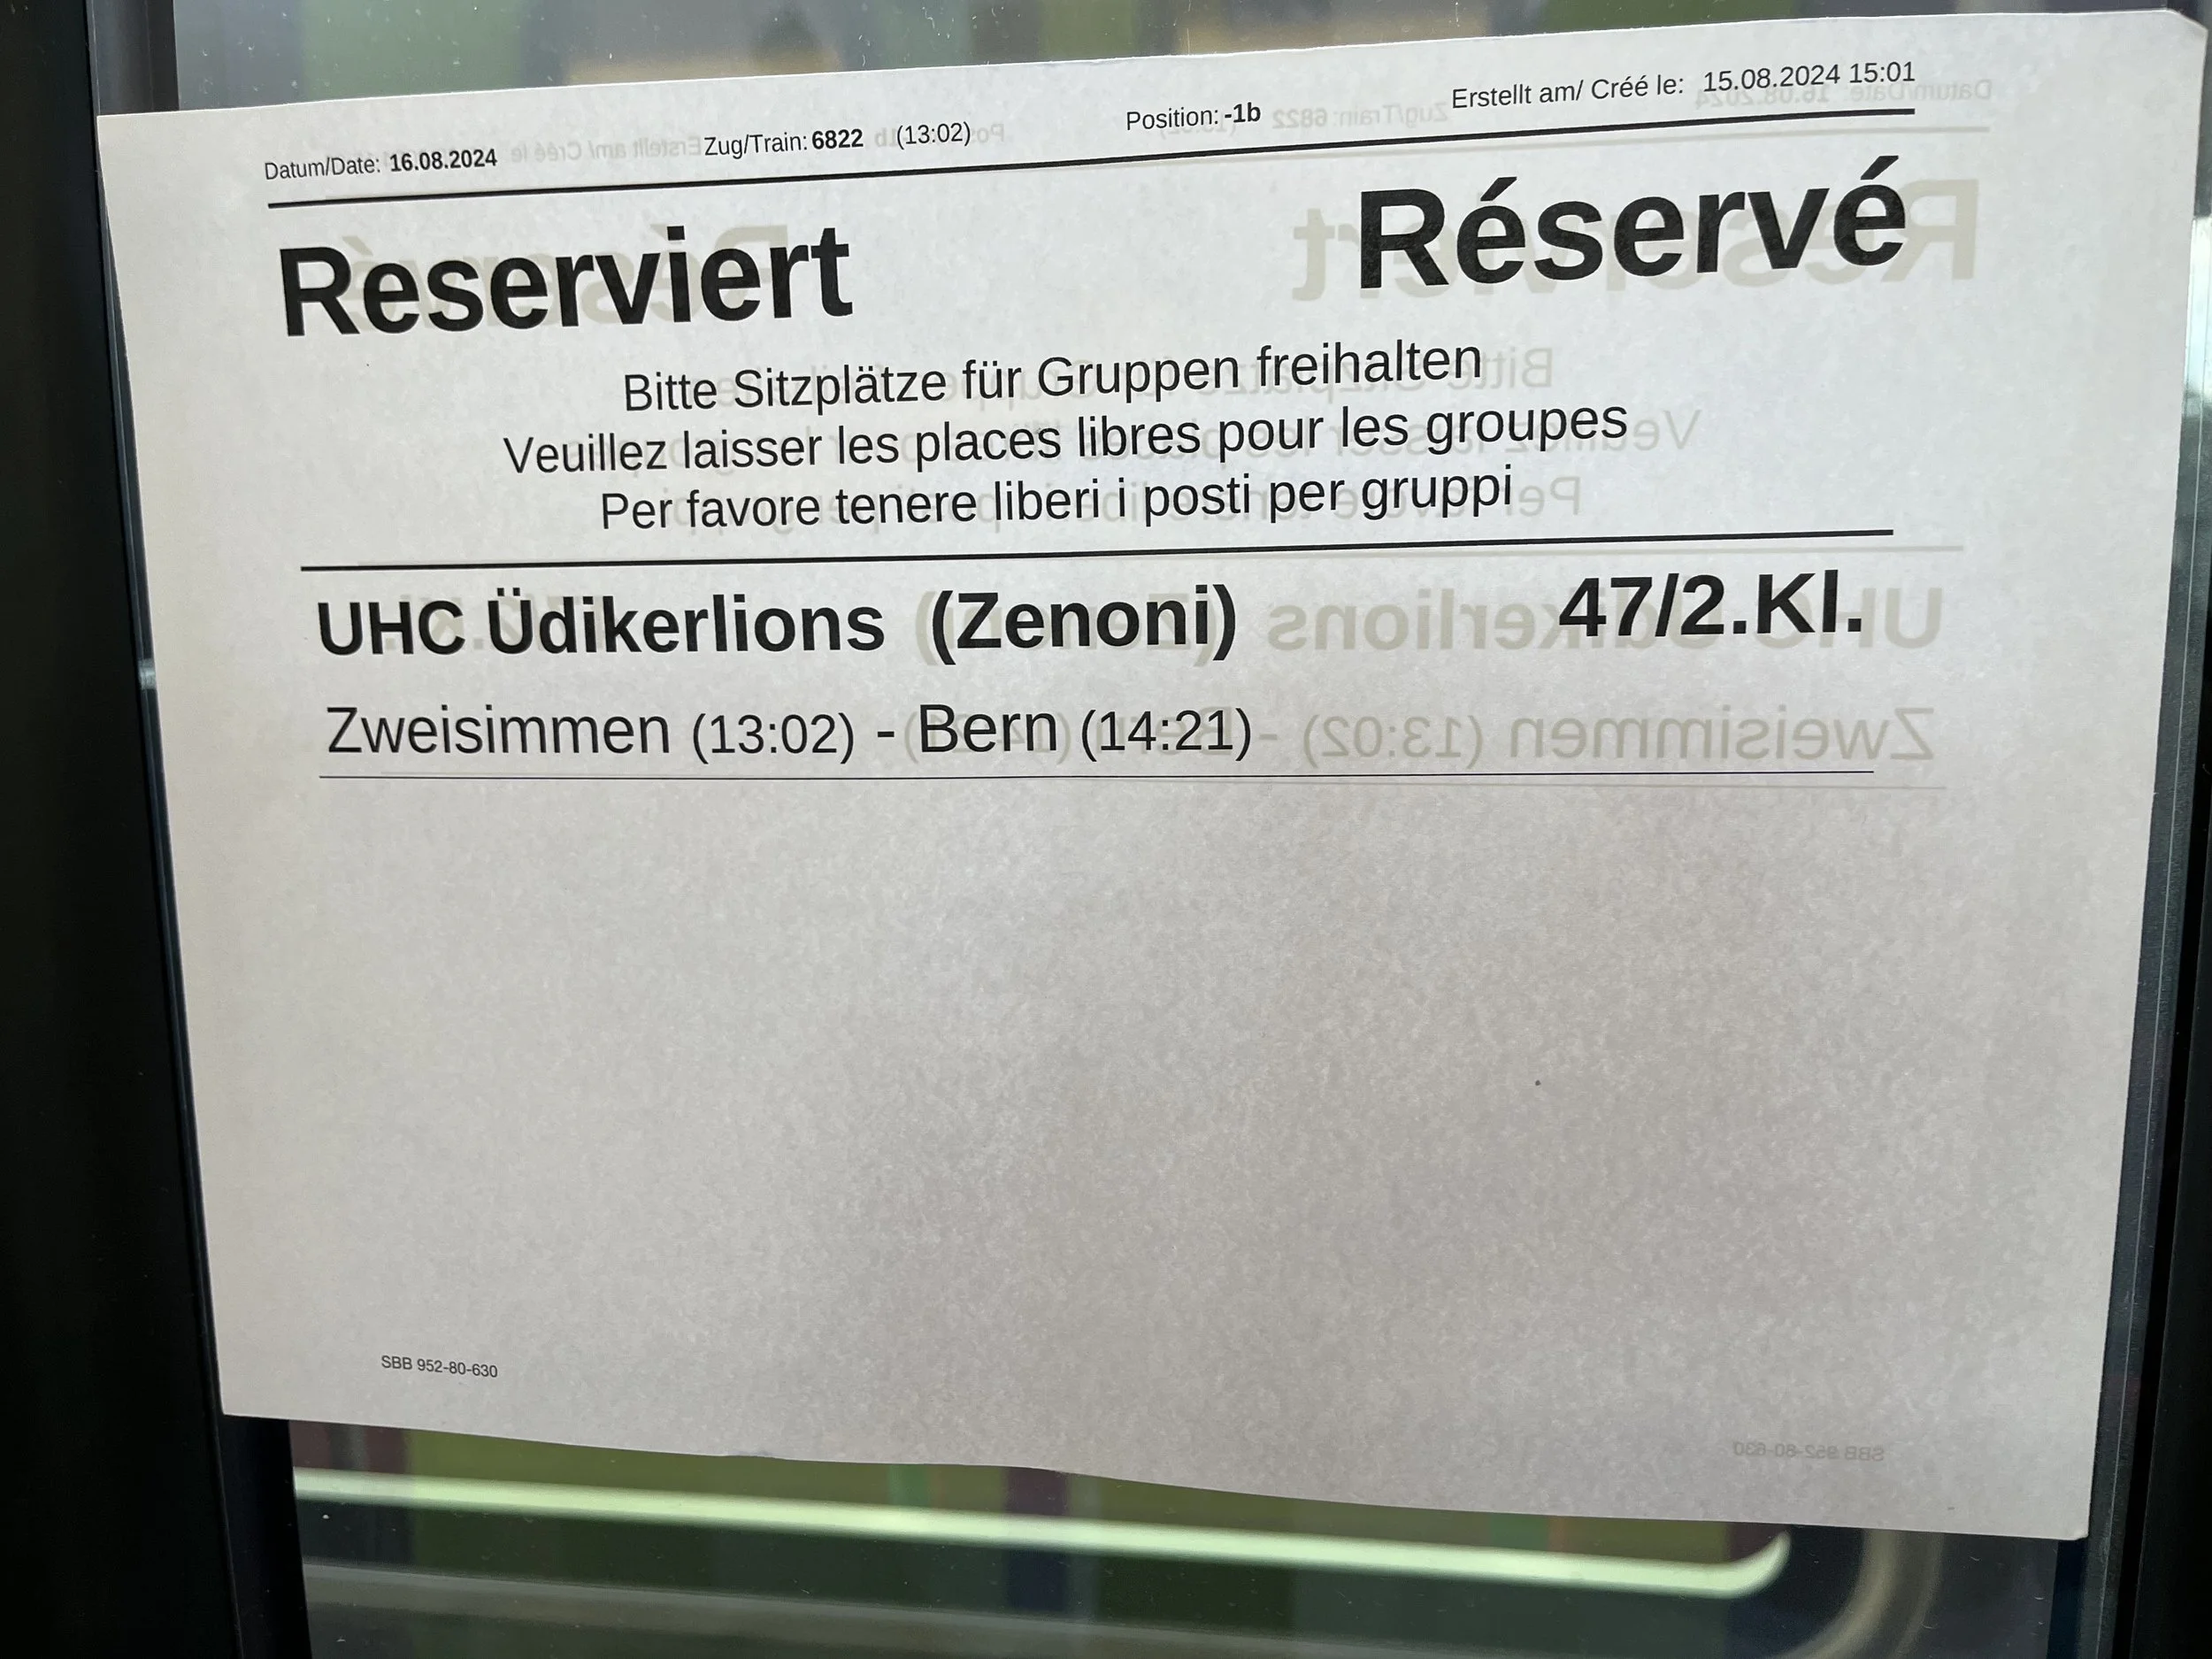 Datum/Date: 16.08.2024 Zug/Train: 6822 (13:02) Position: -1b Erstellt am/ Créé le: 15.08.2024 15:01
Reserviert Réservé
Bitte Sitzplätze für Gruppen freihalten
Veuillez laisser les places libres pour les groupes
Per favore tenere liberi i posti per gruppi
UHC Üdikerlions (Zenoni) 47/2.Kl.
Zweisimmen (13:02) - Bern (14:21)
SBB 952-80-630